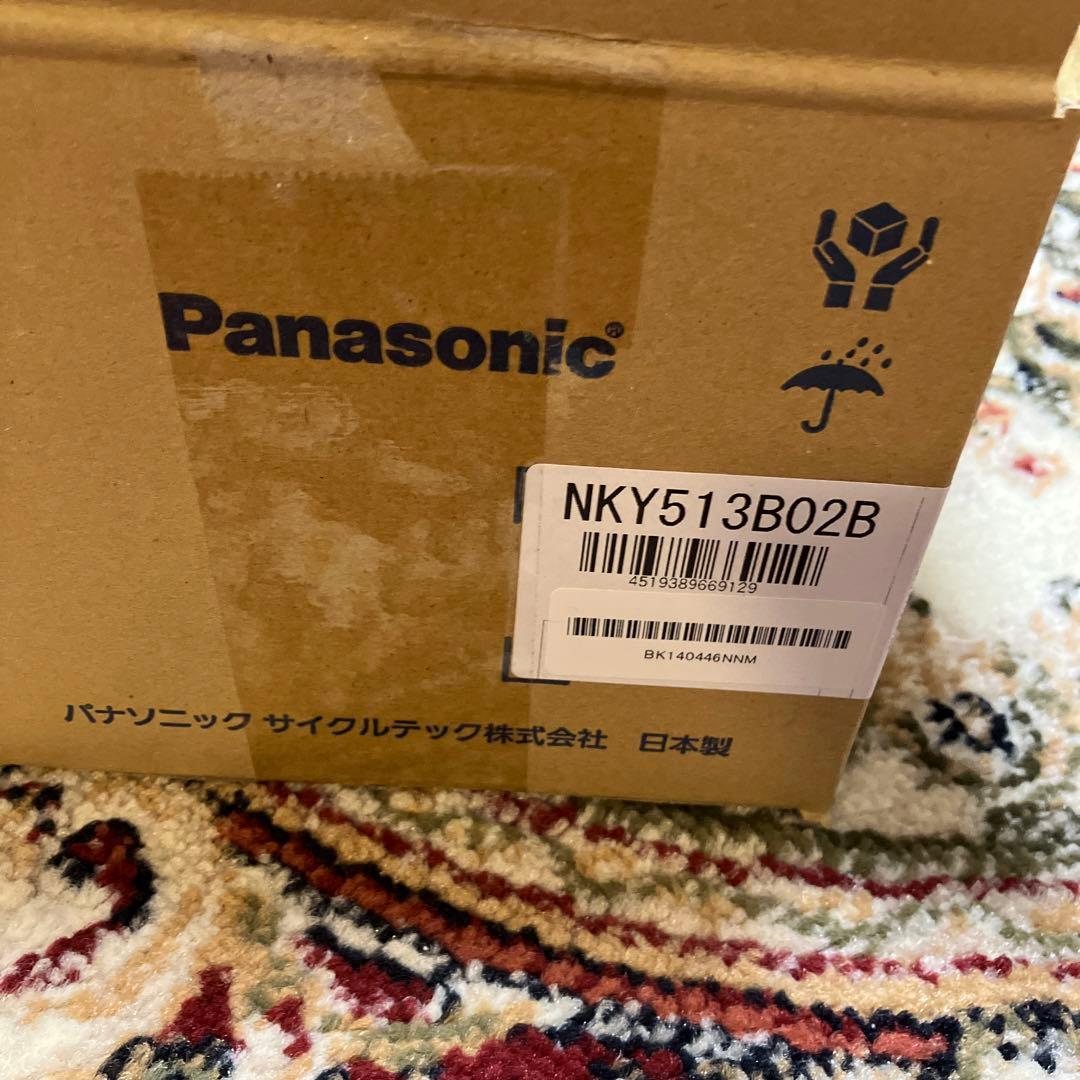 Panasonic®
NKY513B02B
4519389669129
BK140446NNM
パナソニック サイクルテック株式会社 日本製